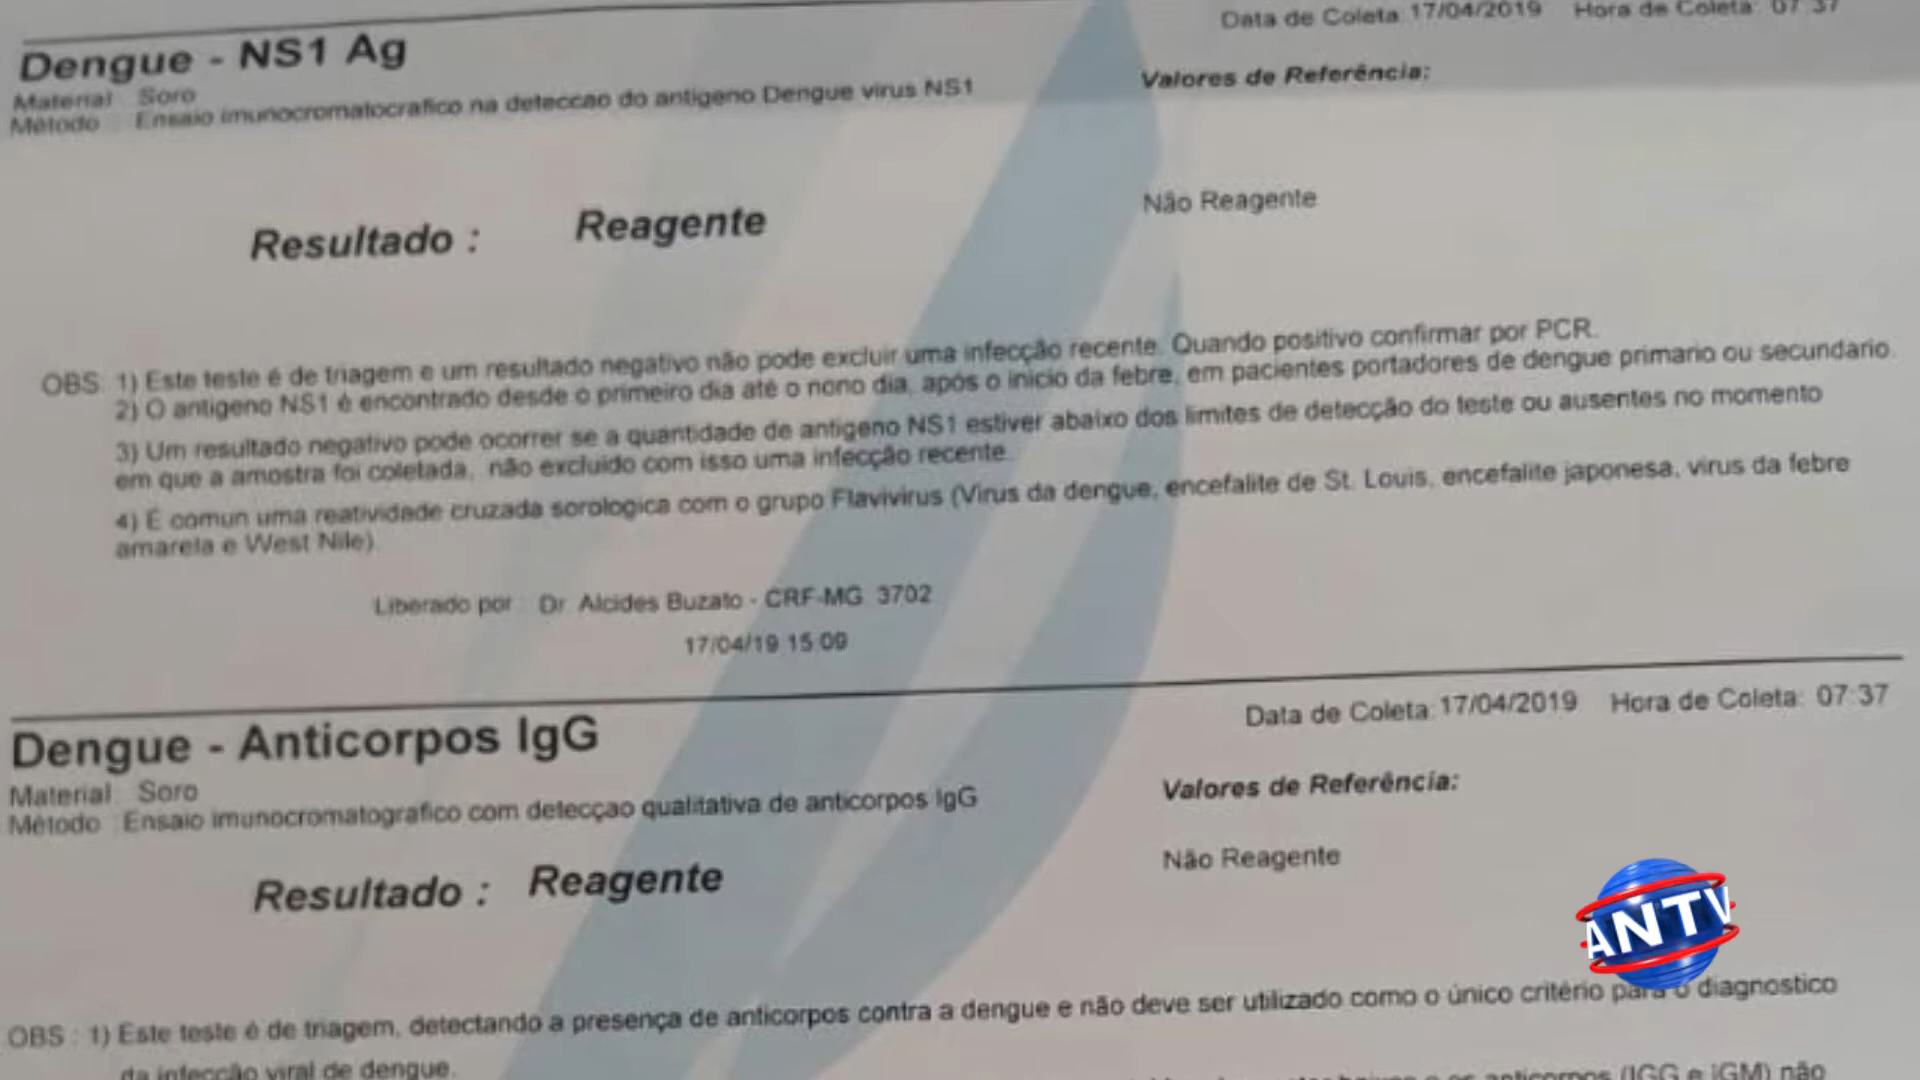 Data de Coleta 17/04/2019 Hora de Coleta: 07 37
Dengue - NS1 Ag
Material : Soro
Método : Ensaio imunocromatocrafico na deteccao do antigeno Dengue virus NS1
Valores de Referência:
Resultado : Reagente
Não Reagente
OBS: 1) Este teste é de triagem e um resultado negativo não pode excluir uma infecção recente. Quando positivo confirmar por PCR.
2) O antigeno NS1 é encontrado desde o primeiro dia até o nono dia, após o inicio da febre, em pacientes portadores de dengue primario ou secundario.
3) Um resultado negativo pode ocorrer se a quantidade de antigeno NS1 estiver abaixo dos limites de detecção do teste ou ausentes no momento
em que a amostra foi coletada, não excluido com isso uma infecção recente.
4) É comun uma reatividade cruzada sorologica com o grupo Flavivirus (Virus da dengue, encefalite de St. Louis, encefalite japonesa, virus da febre
amarela e West Nile).
Liberado por : Dr Alcides Buzato - CRF-MG 3702
17/04/19 15:09
Data de Coleta: 17/04/2019 Hora de Coleta: 07:37
Dengue - Anticorpos IgG
Material : Soro
Método : Ensaio imunocromatografico com detecçao qualitativa de anticorpos IgG
Valores de Referência:
Resultado : Reagente
Não Reagente
ANTV
OBS : 1) Este teste é de triagem, detectando a presença de anticorpos contra a dengue e não deve ser utilizado como o único critério para o diagnostico
da infecção viral de dengue.
os anticorpos (IGG e IGM) não